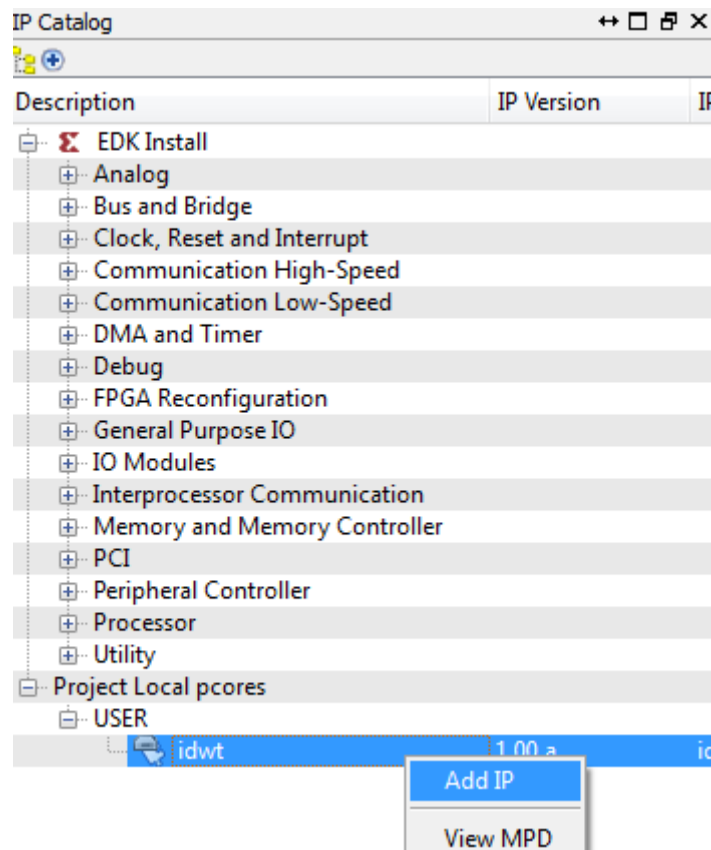 IP Catalog
Description IP Version
EDK Install
Analog
Bus and Bridge
Clock, Reset and Interrupt
Communication High-Speed
Communication Low-Speed
DMA and Timer
Debug
FPGA Reconfiguration
General Purpose IO
IO Modules
Interprocessor Communication
Memory and Memory Controller
PCI
Peripheral Controller
Processor
Utility
Project Local pcores
USER
idwt 1.00.a
Add IP
View MPD